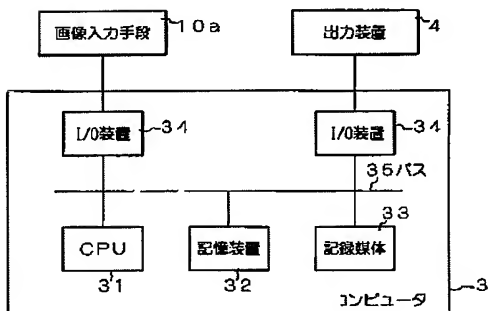 画像入力手段 10a
出力装置 4
I/O装置 34
I/O装置 34
35バス
CPU 31
記憶装置 32
記録媒体 33
コンピュータ 3